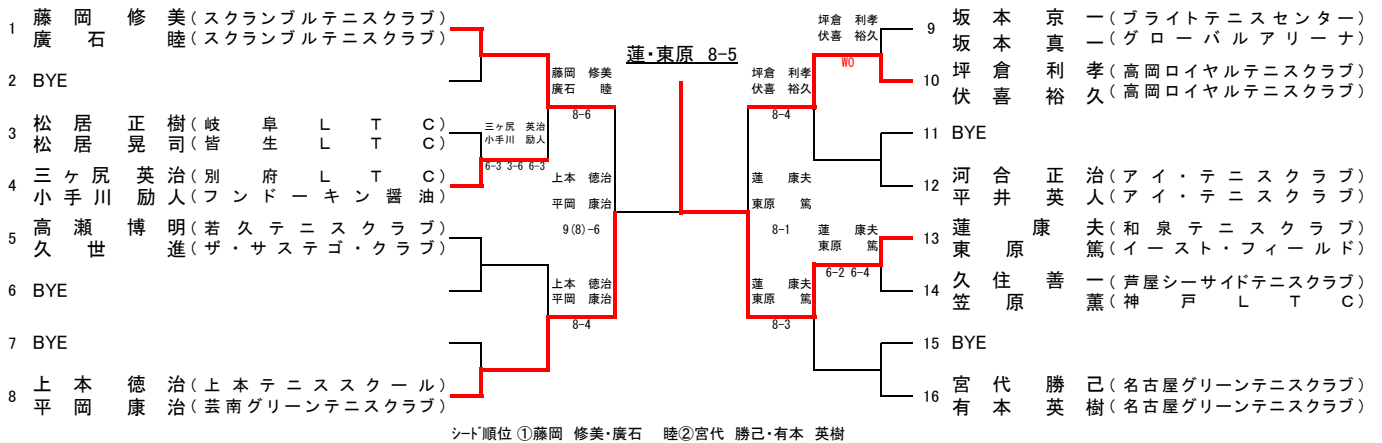 1 藤岡修美(スクランブルテニスクラブ)
廣石睦(スクランブルテニスクラブ)
2 BYE
3 松居正樹(岐阜LTC)
松居晃司(皆生LTC)
4 三ヶ尻英治(別府LTC)
小手川励人(フンドーキン醤油)
5 高瀬博明(若久テニスクラブ)
久世進(ザ・サステゴ・クラブ)
6 BYE
7 BYE
8 上本徳治(上本テニススクール)
平岡康治(芸南グリーンテニスクラブ)
三ヶ尻 英治
小手川 励人
6-3 3-6 6-3
藤岡 修美
廣石 睦
8-6
上本 徳治
平岡 康治
8-4
上本 徳治
平岡 康治
9(8)-6
蓮・東原 8-5
蓮 康夫
東原 篤
8-1
坪倉 利孝
伏喜 裕久
8-4
蓮 康夫
東原 篤
8-3
坪倉 利孝
伏喜 裕久
WO
蓮 康夫
東原 篤
6-2 6-4
9 坂本京一(ブライトテニスセンター)
坂本真一(グローバルアリーナ)
10 坪倉利孝(高岡ロイヤルテニスクラブ)
伏喜裕久(高岡ロイヤルテニスクラブ)
11 BYE
12 河合正治(アイ・テニスクラブ)
平井英人(アイ・テニスクラブ)
13 蓮康夫(和泉テニスクラブ)
東原篤(イースト・フィールド)
14 久住善一(芦屋シーサイドテニスクラブ)
笠原薫(神戸LTC)
15 BYE
16 宮代勝己(名古屋グリーンテニスクラブ)
有本英樹(名古屋グリーンテニスクラブ)
シード順位 ①藤岡 修美・廣石 睦②宮代 勝己・有本 英樹